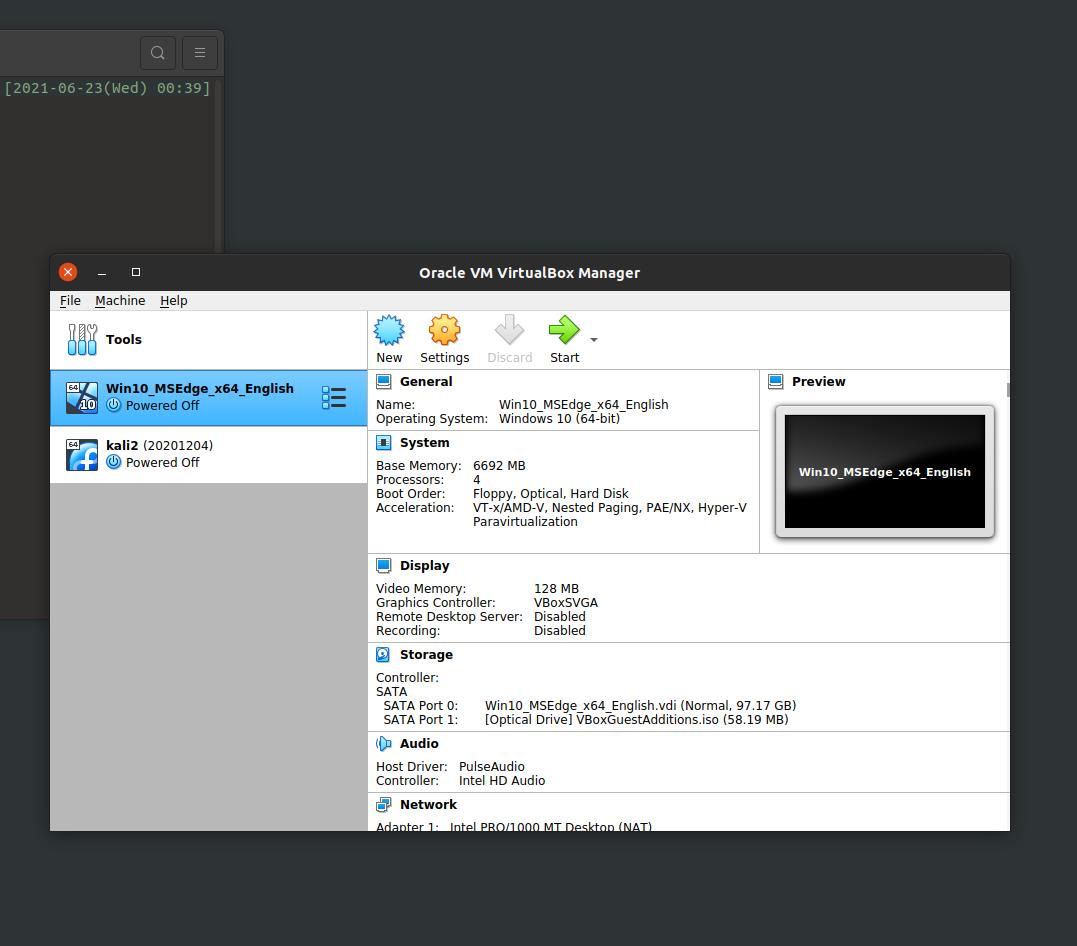 [2021-06-23(Wed) 00:39]
Oracle VM VirtualBox Manager
File Machine Help
Tools
New Settings Discard Start
64
10
Win10_MSEdge_x64_English
Powered Off
64
kali2 (20201204)
Powered Off
General
Name: Win10_MSEdge_x64_English
Operating System: Windows 10 (64-bit)
System
Base Memory: 6692 MB
Processors: 4
Boot Order: Floppy, Optical, Hard Disk
Acceleration: VT-x/AMD-V, Nested Paging, PAE/NX, Hyper-V
Paravirtualization
Preview
Win10_MSEdge_x64_English
Display
Video Memory: 128 MB
Graphics Controller: VBoxSVGA
Remote Desktop Server: Disabled
Recording: Disabled
Storage
Controller:
SATA
SATA Port 0: Win10_MSEdge_x64_English.vdi (Normal, 97.17 GB)
SATA Port 1: [Optical Drive] VBoxGuestAdditions.iso (58.19 MB)
Audio
Host Driver: PulseAudio
Controller: Intel HD Audio
Network
Adapter 1: Intel PRO/1000 MT Desktop (NAT)